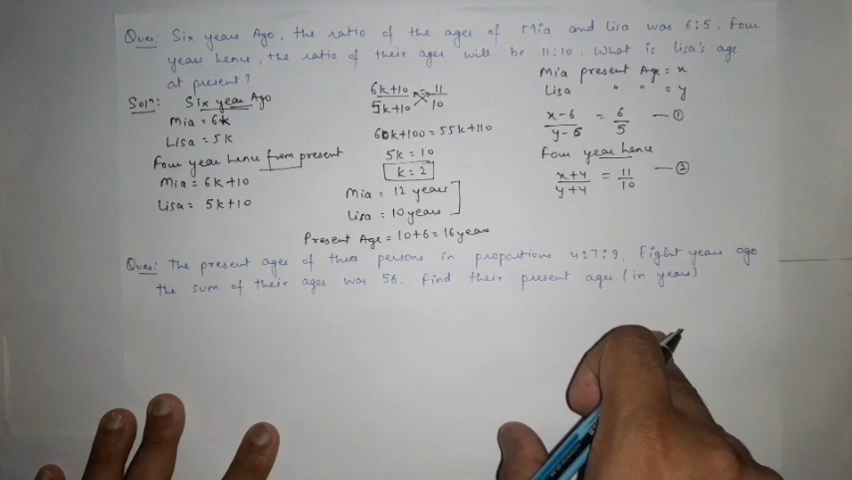 Ques: Six years Ago, the ratio of the ages of Mia and Lisa was 6:5. Four
years hence, the ratio of their ages will be 11:10. What is Lisa's age
at present?
Solⁿ: Six year Ago
Mia = 6k
Lisa = 5k
Four year hence from present
Mia = 6k+10
Lisa = 5k+10
6k+10 / 5k+10 = 11 / 10
60k+100 = 55k+110
5k = 10
k = 2
Mia = 12 years
Lisa = 10 years
Present Age = 10+6 = 16 years
Mia present Age = x
Lisa " " = y
x-6 / y-6 = 6 / 5 — ①
Four year hence
x+4 / y+4 = 11 / 10 — ②
Ques: The present ages of three persons in proportions 4:7:9. Eight years ago
the sum of their ages was 56. Find their present ages (in years)